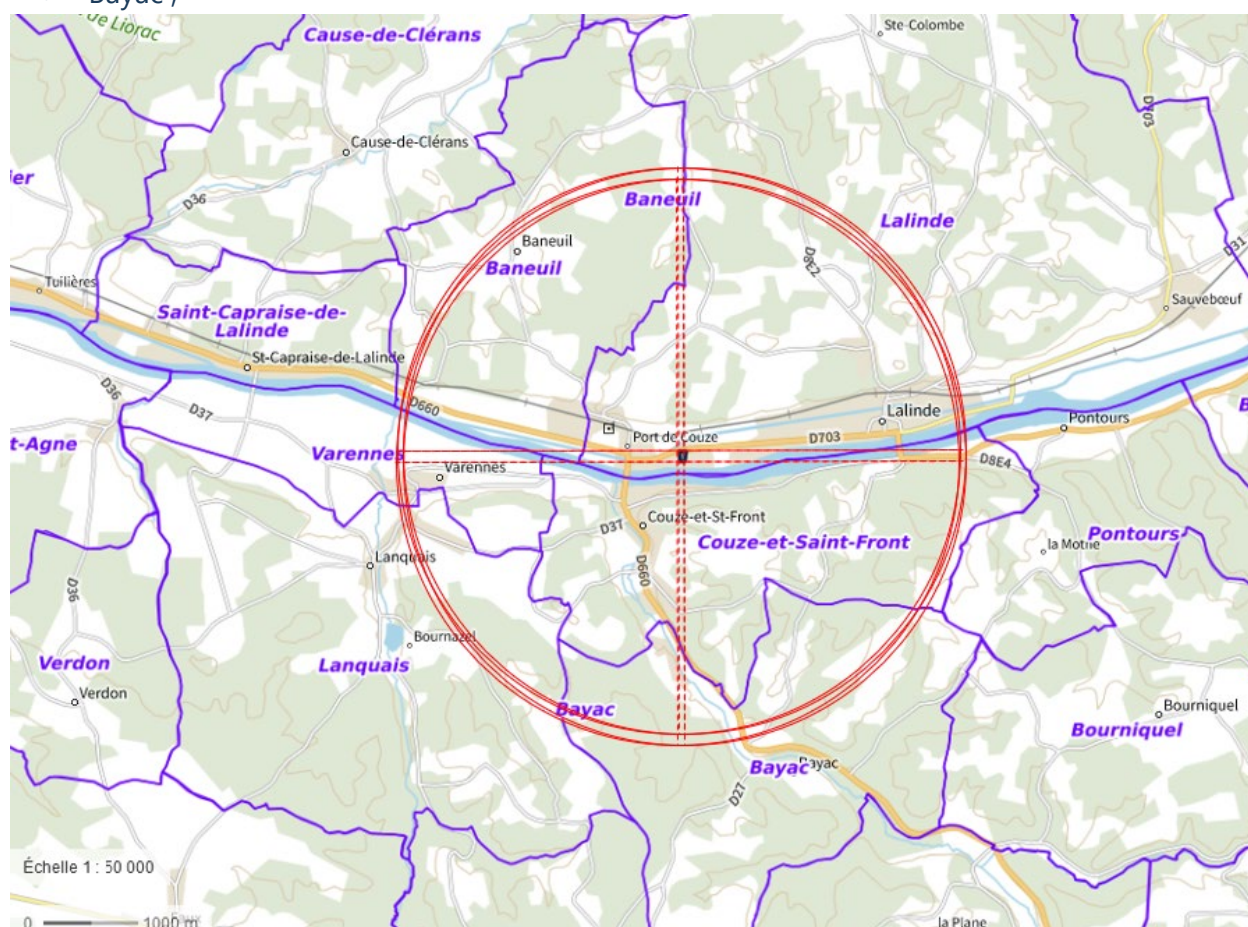 Bayac /
de Liorac
Cause-de-Clérans
Ste-Colombe
D703
Cause-de-Clérans
ier
D36
Baneuil
Lalinde
Baneuil
Baneuil
D8E2
D31
Tuilières
Sauvebœuf
Saint-Capraise-de-
Lalinde
St-Capraise-de-Lalinde
D36
D37
D660
Lalinde
Pontours
B
t-Agne
Port de Couze
D703
Varennes
Varennes
D8E4
Couze-et-St-Front
D37
Couze-et-Saint-Front
Pontours
la Mothe
Lanquais
D660
D36
Bournazel
Verdon
Lanquais
Verdon
Bayac
Bourniquel
Bourniquel
Bayac
Bayac
D27
Échelle 1 : 50 000
0 1000 m
la Plane